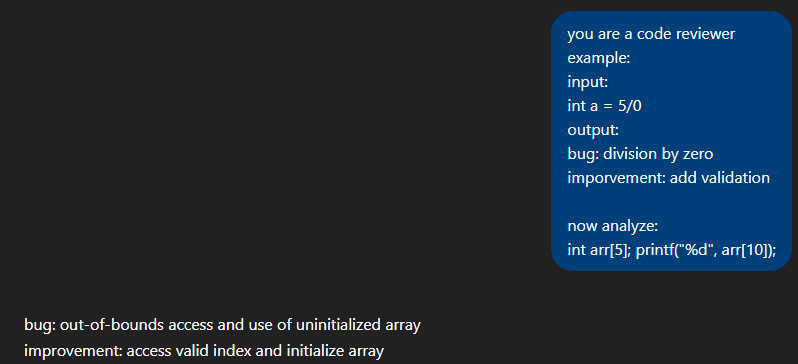 you are a code reviewer
example:
input:
int a = 5/0
output:
bug: division by zero
imporvement: add validation
now analyze:
int arr[5]; printf("%d", arr[10]);
bug: out-of-bounds access and use of uninitialized array
improvement: access valid index and initialize array